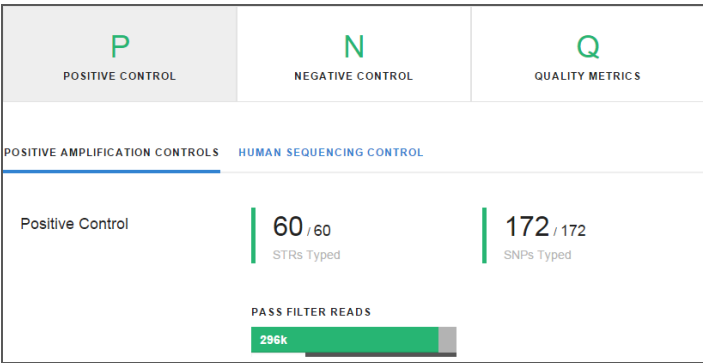 P
POSITIVE CONTROL
N
NEGATIVE CONTROL
Q
QUALITY METRICS
POSITIVE AMPLIFICATION CONTROLS
HUMAN SEQUENCING CONTROL
Positive Control
60 / 60
STRs Typed
172 / 172
SNPs Typed
PASS FILTER READS
296k